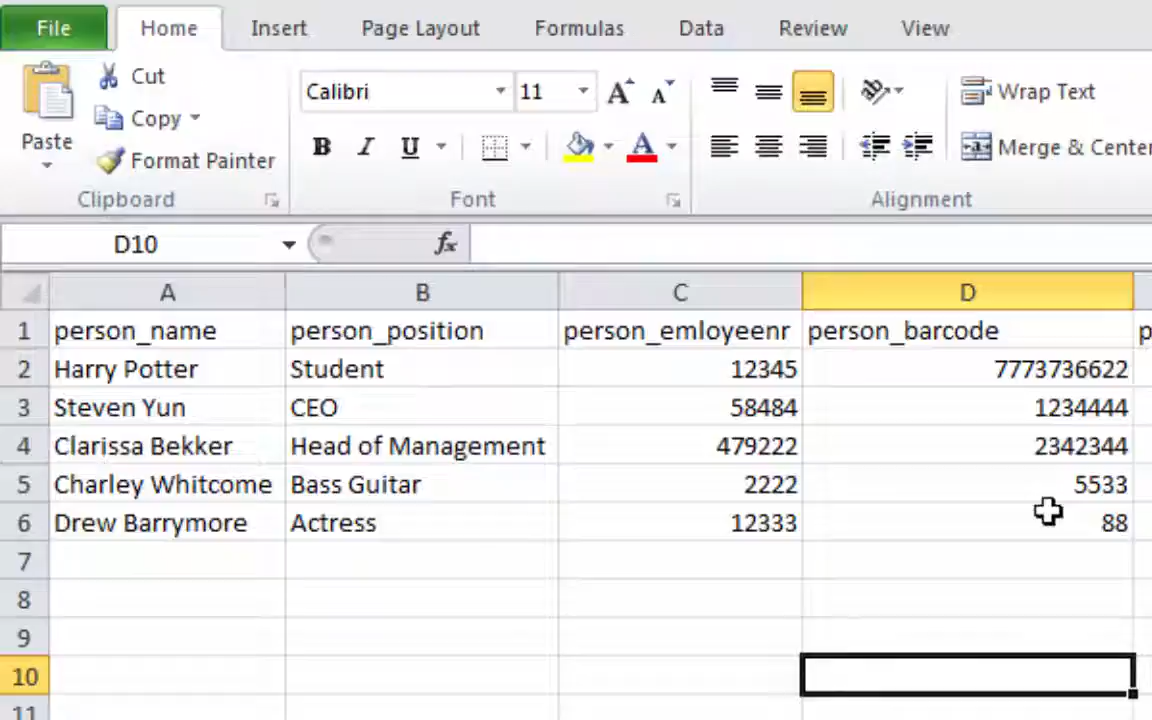 File Home Insert Page Layout Formulas Data Review View
Cut
Copy
Paste
Format Painter
Clipboard
Calibri 11 A A
B I U A
Font
Wrap Text
Merge & Center
Alignment
D10 fx
A B C D
1 person_name person_position person_emloyeenr person_barcode p
2 Harry Potter Student 12345 7773736622
3 Steven Yun CEO 58484 1234444
4 Clarissa Bekker Head of Management 479222 2342344
5 Charley Whitcome Bass Guitar 2222 5533
6 Drew Barrymore Actress 12333 88
7
8
9
10
11